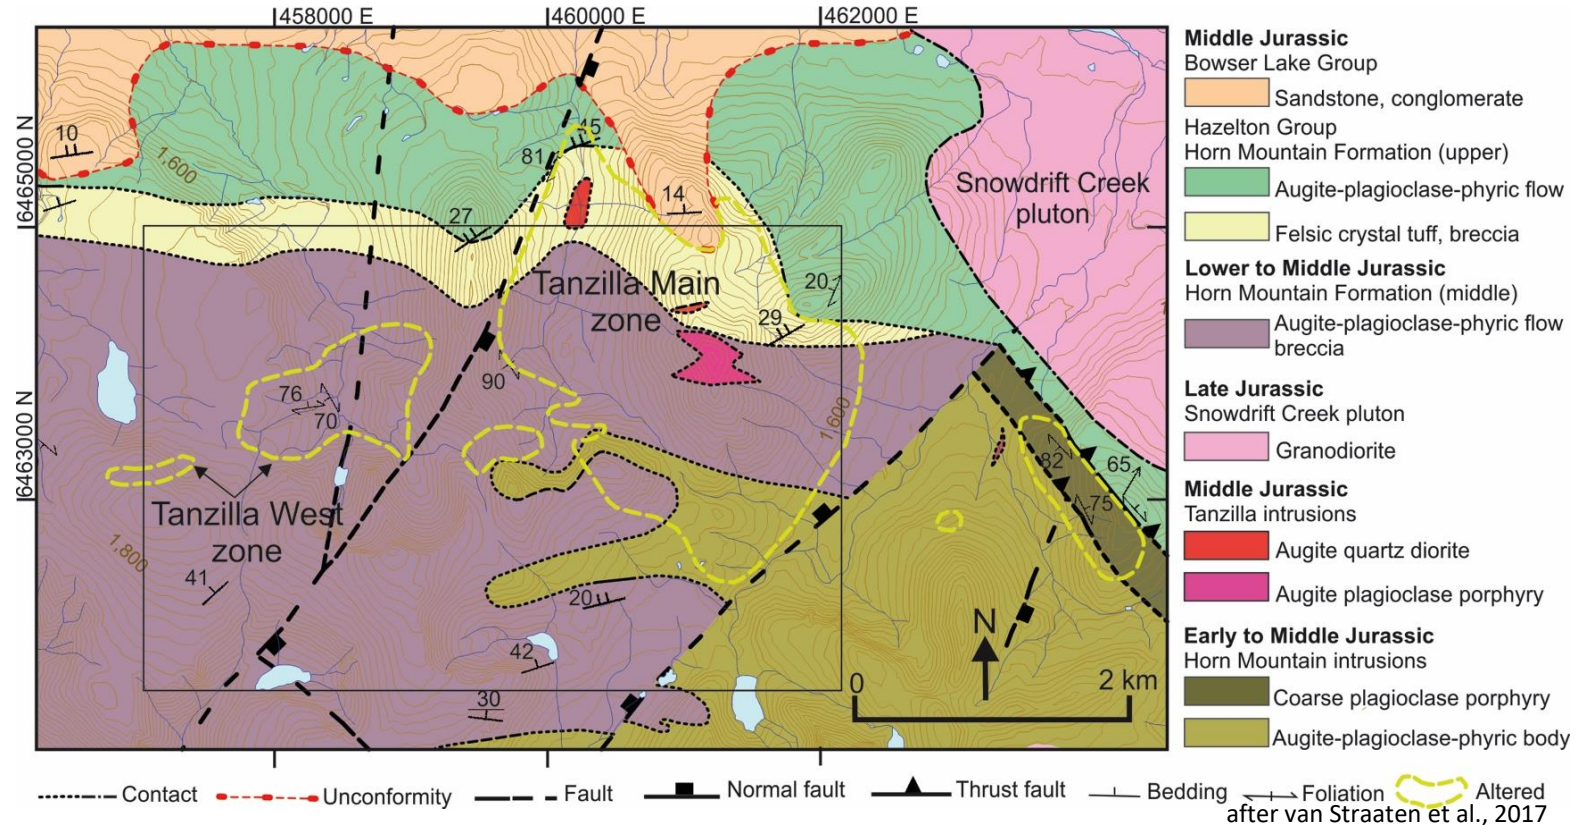 458000 E
460000 E
462000 E
6465000 N
6463000 N
10
1,600
45
81
27
14
20
29
Snowdrift Creek
pluton
Tanzilla Main
zone
90
76
70
1,600
82
65
75
Tanzilla West
zone
1,800
41
20
42
30
N
0
2 km
Middle Jurassic
Bowser Lake Group
Sandstone, conglomerate
Hazelton Group
Horn Mountain Formation (upper)
Augite-plagioclase-phyric flow
Felsic crystal tuff, breccia
Lower to Middle Jurassic
Horn Mountain Formation (middle)
Augite-plagioclase-phyric flow
breccia
Late Jurassic
Snowdrift Creek pluton
Granodiorite
Middle Jurassic
Tanzilla intrusions
Augite quartz diorite
Augite plagioclase porphyry
Early to Middle Jurassic
Horn Mountain intrusions
Coarse plagioclase porphyry
Augite-plagioclase-phyric body
Contact
Unconformity
Fault
Normal fault
Thrust fault
Bedding
Foliation
Altered
after van Straaten et al., 2017